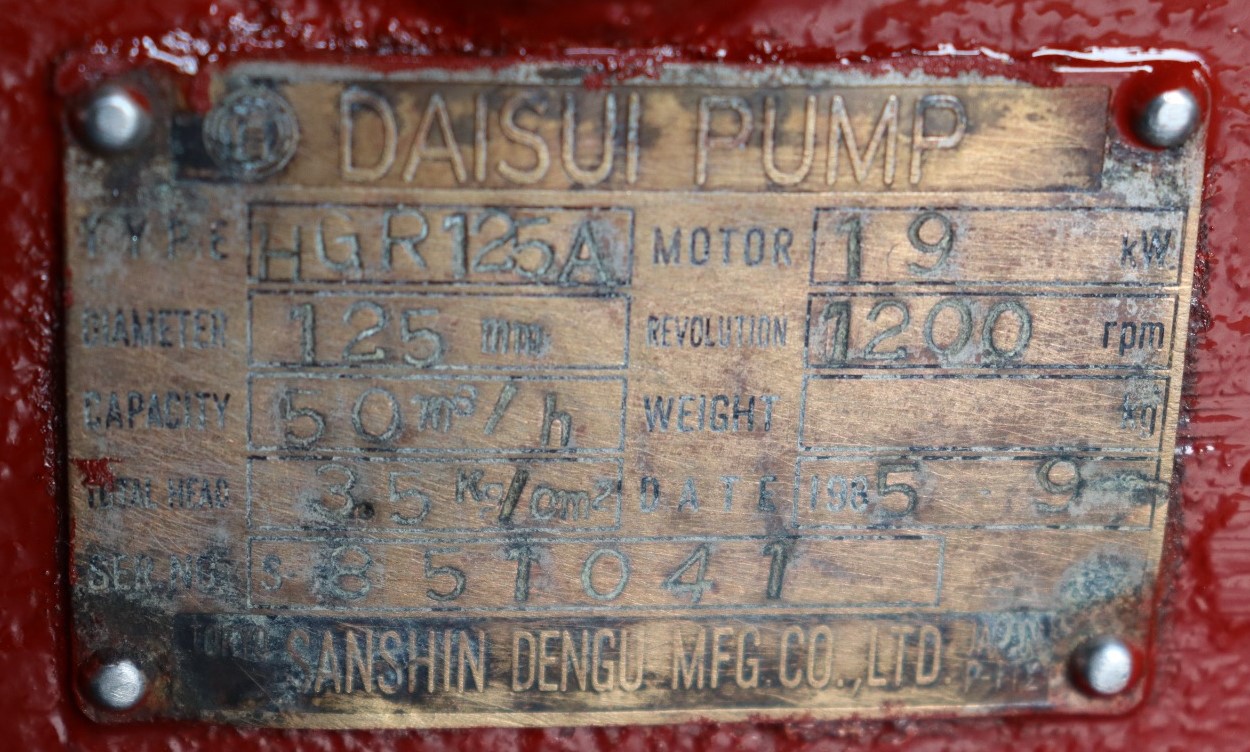 DAISUI PUMP
TYPE HGR125A MOTOR 19 kW
DIAMETER 125 mm REVOLUTION 1200 rpm
CAPACITY 50 m³/h WEIGHT kg
TOTAL HEAD 3.5 Kg/cm² DATE 1985 · 9
SER.NO. S- 851041
SANSHIN DENGU MFG.CO.,LTD. JAPAN